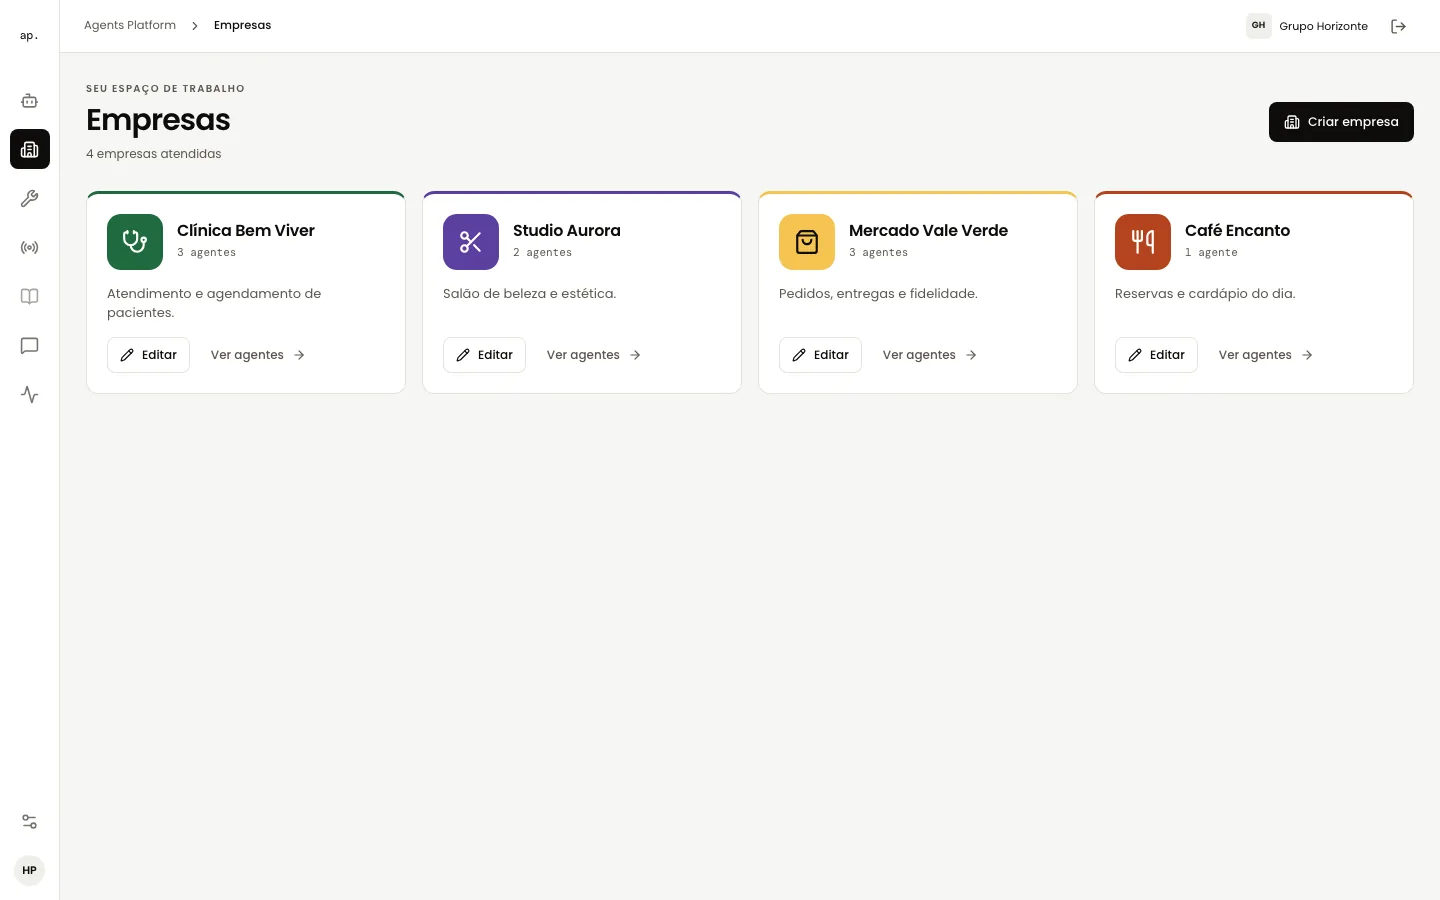 ap.
Agents Platform
Empresas
GH
Grupo Horizonte
SEU ESPAÇO DE TRABALHO
Empresas
4 empresas atendidas
Criar empresa
Clínica Bem Viver
3 agentes
Atendimento e agendamento de
pacientes.
Editar
Ver agentes
Studio Aurora
2 agentes
Salão de beleza e estética.
Editar
Ver agentes
Mercado Vale Verde
3 agentes
Pedidos, entregas e fidelidade.
Editar
Ver agentes
Café Encanto
1 agente
Reservas e cardápio do dia.
Editar
Ver agentes
HP